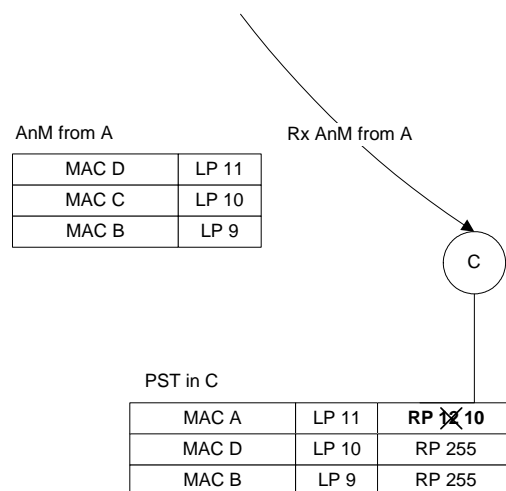 AnM from A
Rx AnM from A
MAC D LP 11
MAC C LP 10
MAC B LP 9
C
PST in C
MAC A LP 11 RP 12 10
MAC D LP 10 RP 255
MAC B LP 9 RP 255